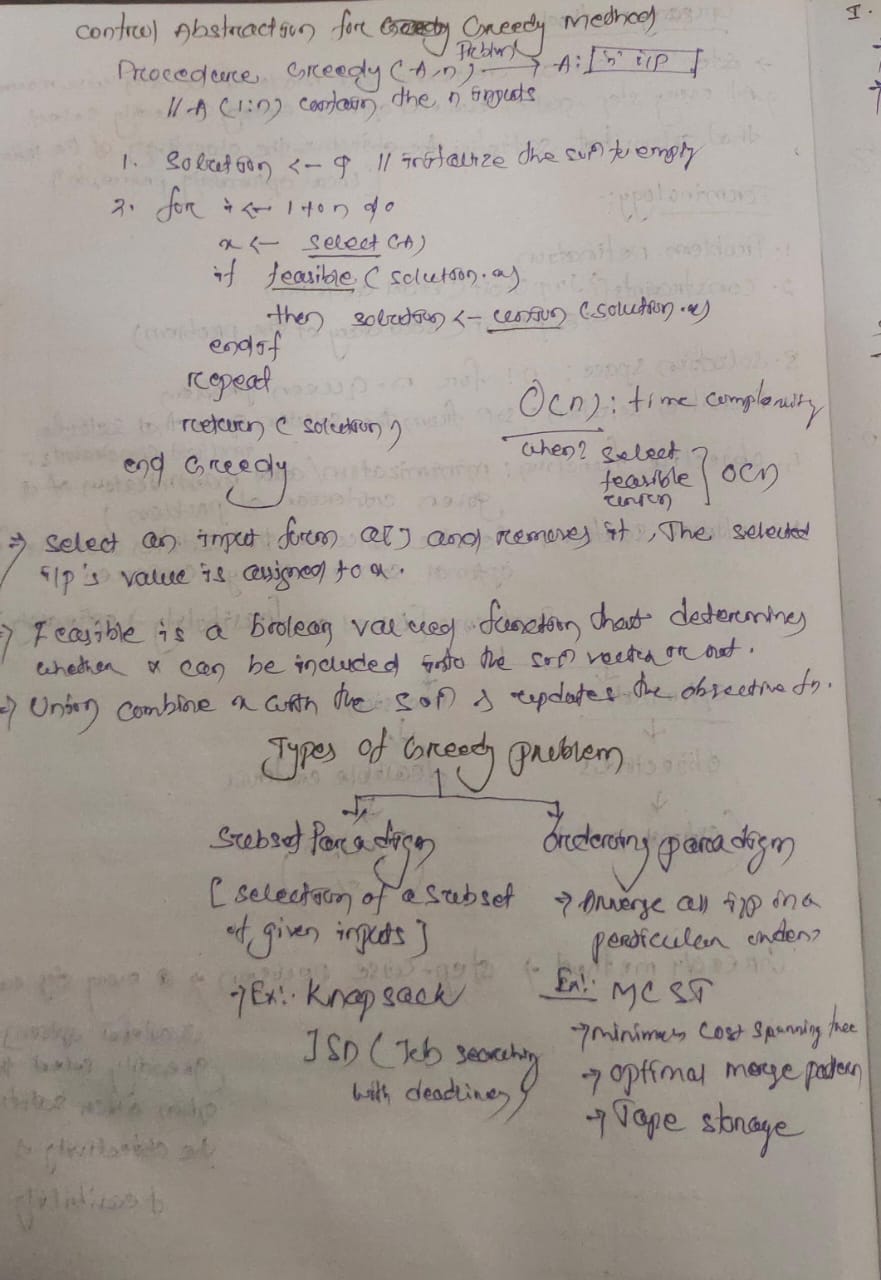 Control Abstraction for Greedy Method
Procedure Greedy (A,n) Problem → A: ['n' i/p]
// A (1:n) contain the n inputs
1. Solution <- φ // initialize the solⁿ to empty
2. for i <- 1 to n do
x <- select (A)
if feasible (solution, x)
then solution <- union (solution, x)
endif
repeat
return (solution)
end Greedy
O(n): time complexity
when? select
feasible } O(n)
union
⇒ select an input form a[] and removes it, The selected
i/p's value is assigned to x.
⇒ Feasible is a boolean valued function that determines
whether x can be included into the solⁿ vector or not.
⇒ Union combine x with the solⁿ & updates the objective fn.
Types of Greedy problem
Subset Paradigm
[selection of a subset
of given inputs]
→ Ex:. Knapsack
JSD (Job searching
with deadlines)
Ordering paradigm
→ all i/p in a
particular order
Ex:. MCST
→ minimum cost spanning tree
→ optimal merge pattern
→ Tape storage
I.